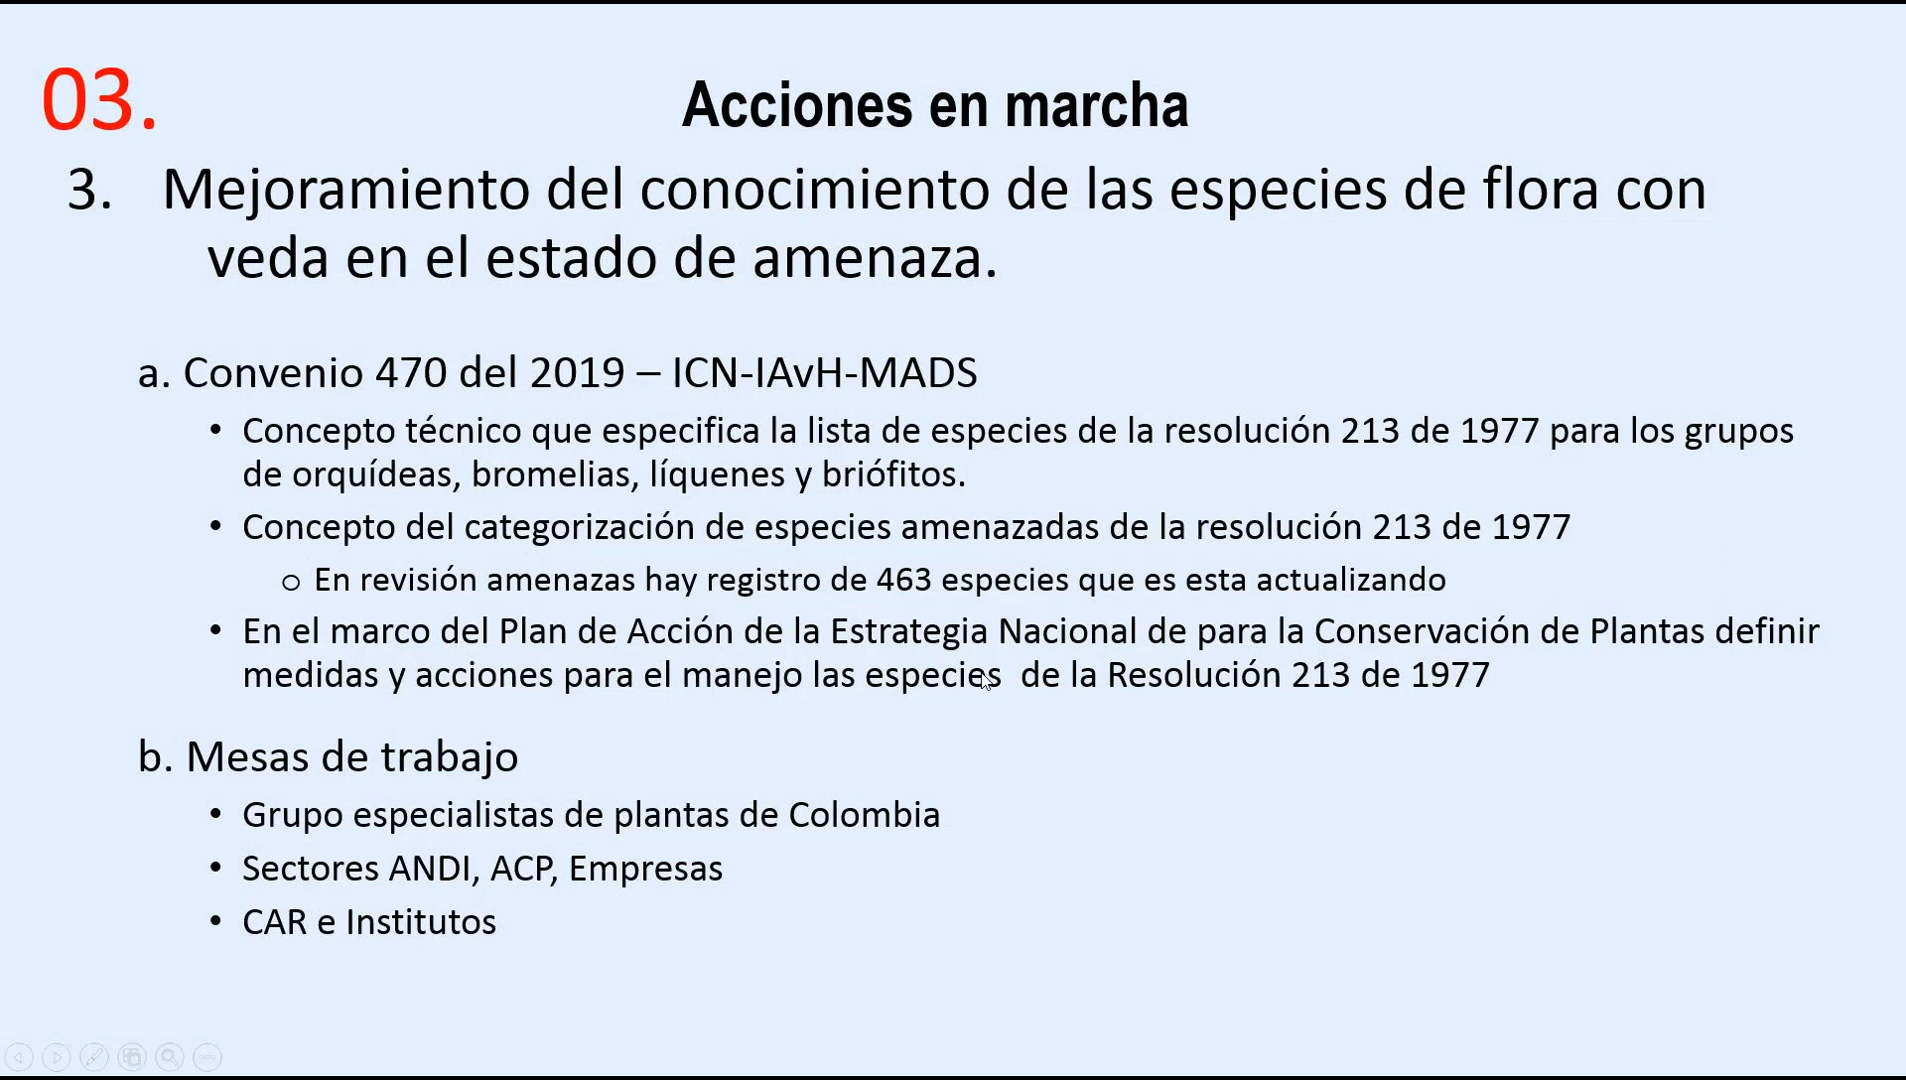 03.
Acciones en marcha
3. Mejoramiento del conocimiento de las especies de flora con
veda en el estado de amenaza.
a. Convenio 470 del 2019 – ICN-IAvH-MADS
• Concepto técnico que especifica la lista de especies de la resolución 213 de 1977 para los grupos
de orquídeas, bromelias, líquenes y briófitos.
• Concepto del categorización de especies amenazadas de la resolución 213 de 1977
o En revisión amenazas hay registro de 463 especies que es esta actualizando
• En el marco del Plan de Acción de la Estrategia Nacional de para la Conservación de Plantas definir
medidas y acciones para el manejo las especies de la Resolución 213 de 1977
b. Mesas de trabajo
• Grupo especialistas de plantas de Colombia
• Sectores ANDI, ACP, Empresas
• CAR e Institutos